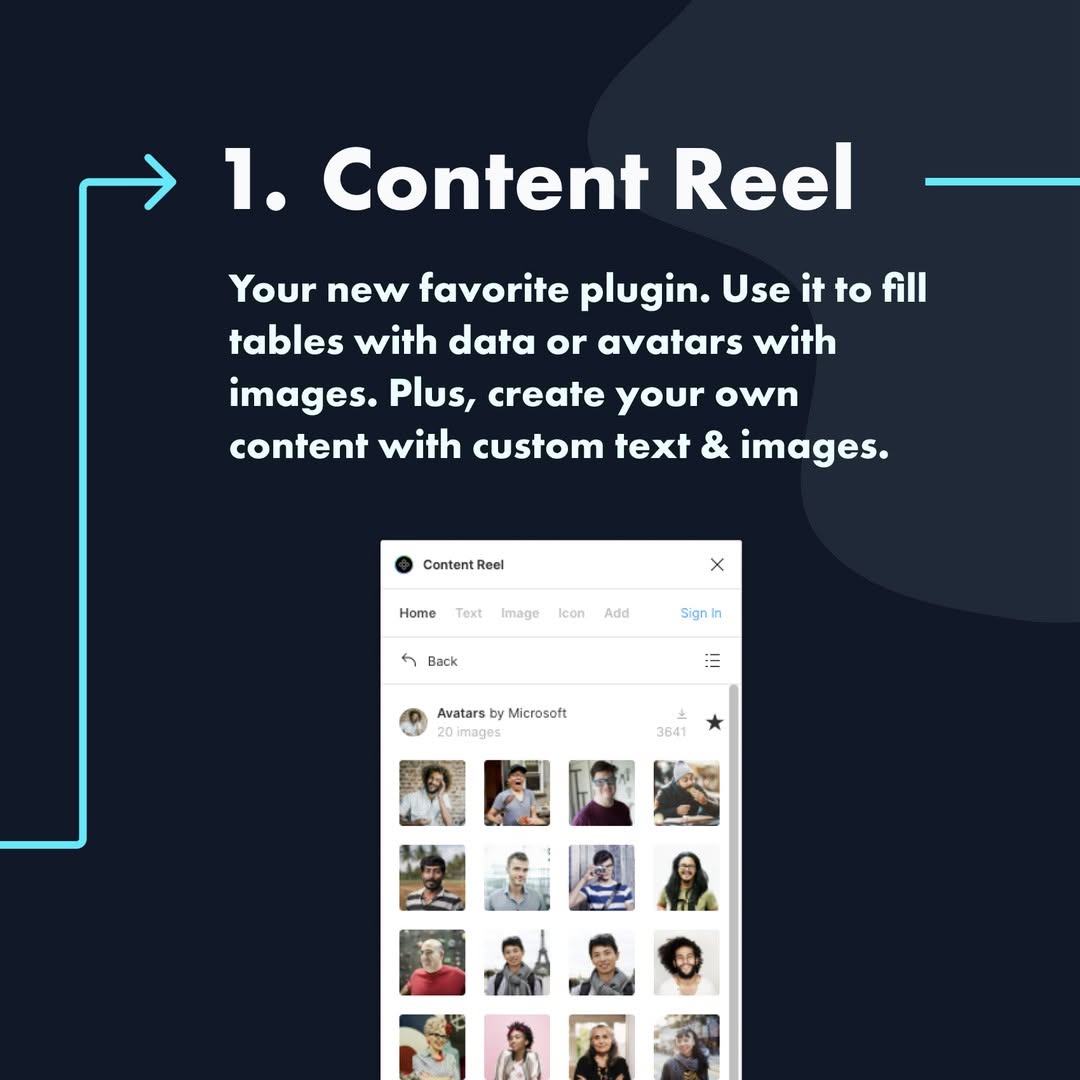 1. Content Reel
Your new favorite plugin. Use it to fill
tables with data or avatars with
images. Plus, create your own
content with custom text & images.
Content Reel
Home Text Image Icon Add Sign In
Back
Avatars by Microsoft
20 images 3641